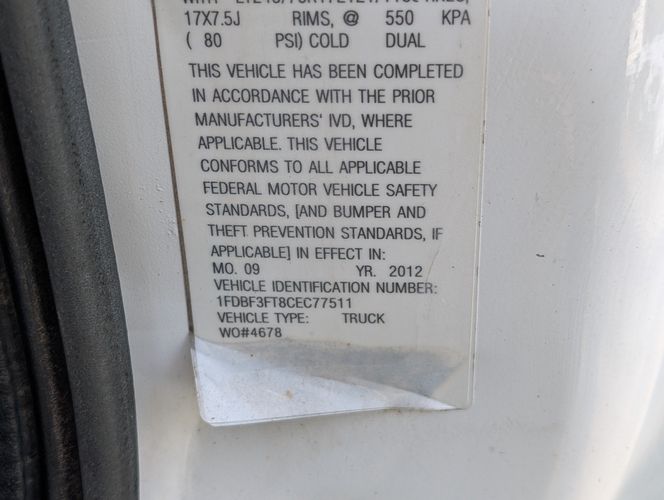 17X7.5J RIMS, @ 550 KPA
( 80 PSI) COLD DUAL
THIS VEHICLE HAS BEEN COMPLETED
IN ACCORDANCE WITH THE PRIOR
MANUFACTURERS' IVD, WHERE
APPLICABLE. THIS VEHICLE
CONFORMS TO ALL APPLICABLE
FEDERAL MOTOR VEHICLE SAFETY
STANDARDS, [AND BUMPER AND
THEFT PREVENTION STANDARDS, IF
APPLICABLE] IN EFFECT IN:
MO. 09 YR. 2012
VEHICLE IDENTIFICATION NUMBER:
1FDBF3FT8CEC77511
VEHICLE TYPE: TRUCK
WO#4678